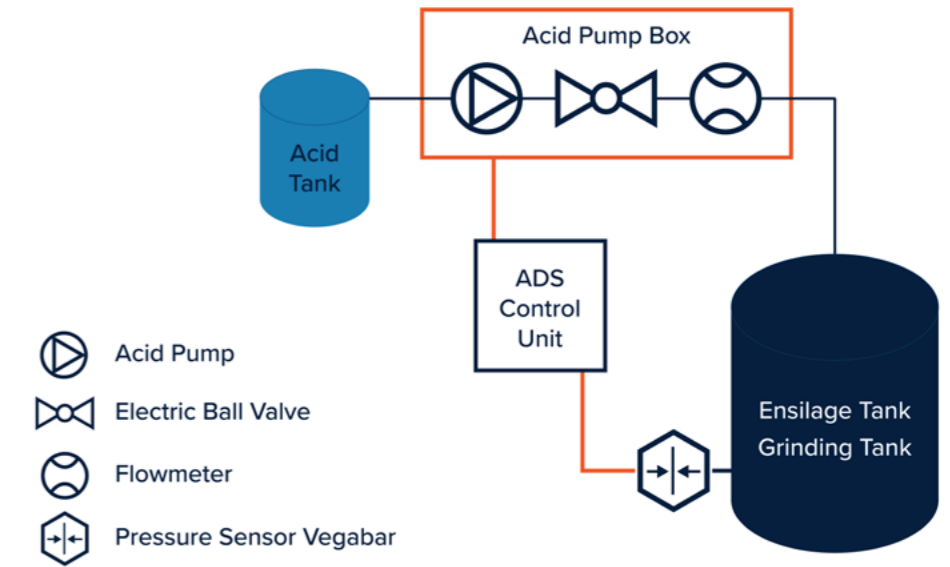 Acid Pump Box
Acid
Tank
ADS
Control
Unit
Ensilage Tank
Grinding Tank
Acid Pump
Electric Ball Valve
Flowmeter
Pressure Sensor Vegabar